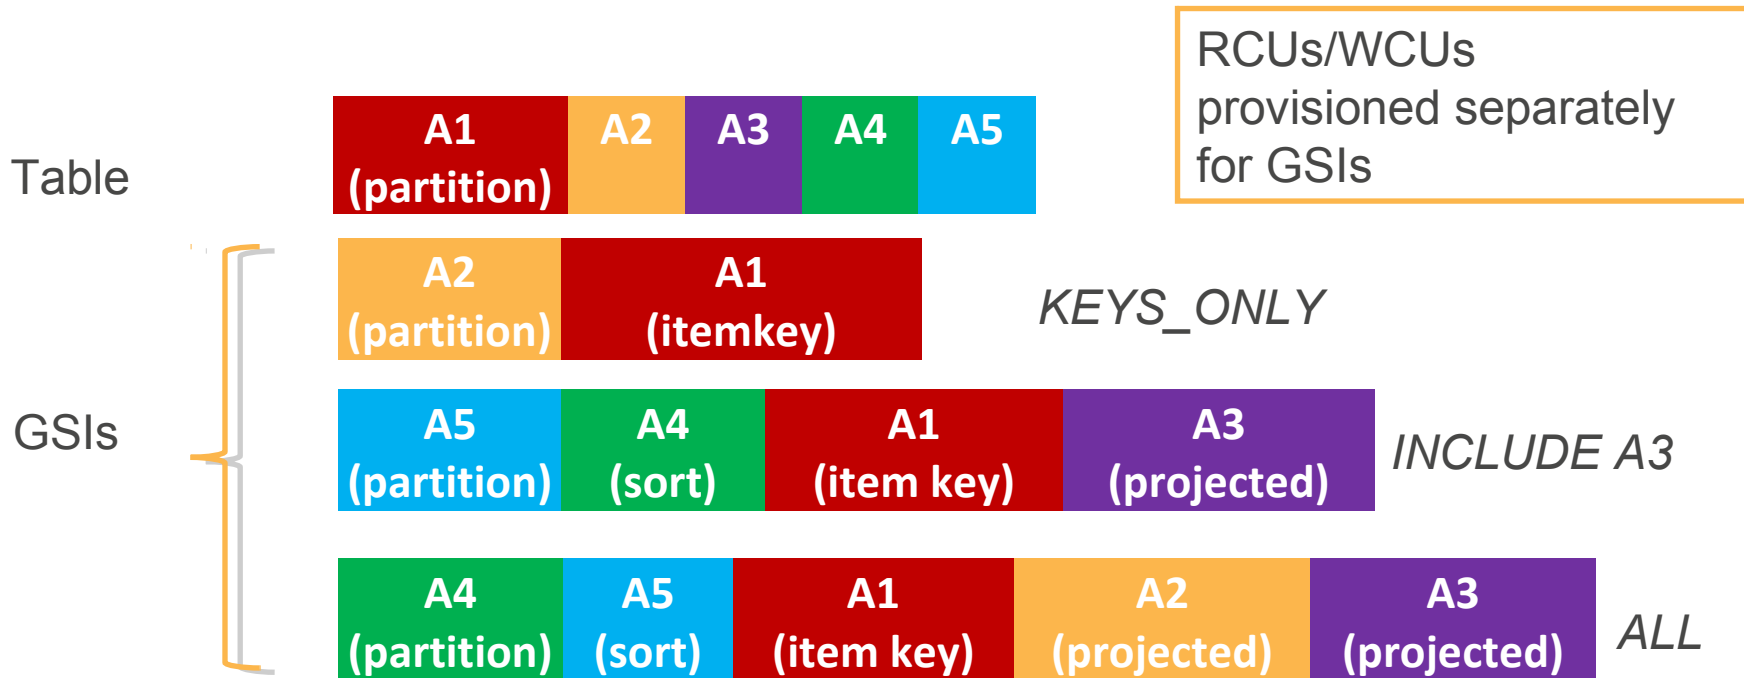 RCUs/WCUs
provisioned separately
for GSIs
Table
A1
(partition)
A2
A3
A4
A5
GSIs
A2
(partition)
A1
(itemkey)
KEYS_ONLY
A5
(partition)
A4
(sort)
A1
(item key)
A3
(projected)
INCLUDE A3
A4
(partition)
A5
(sort)
A1
(item key)
A2
(projected)
A3
(projected)
ALL